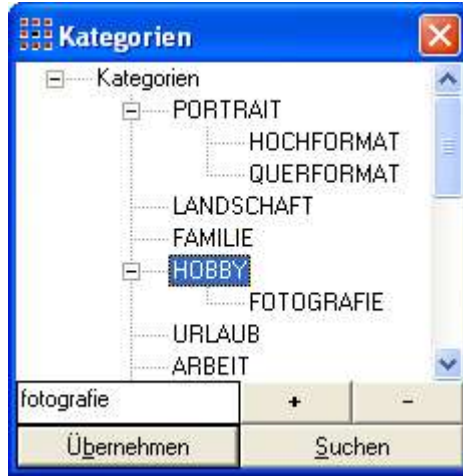 Kategorien
Kategorien
PORTRAIT
HOCHFORMAT
QUERFORMAT
LANDSCHAFT
FAMILIE
HOBBY
FOTOGRAFIE
URLAUB
ARBEIT
fotografie + -
Übernehmen Suchen